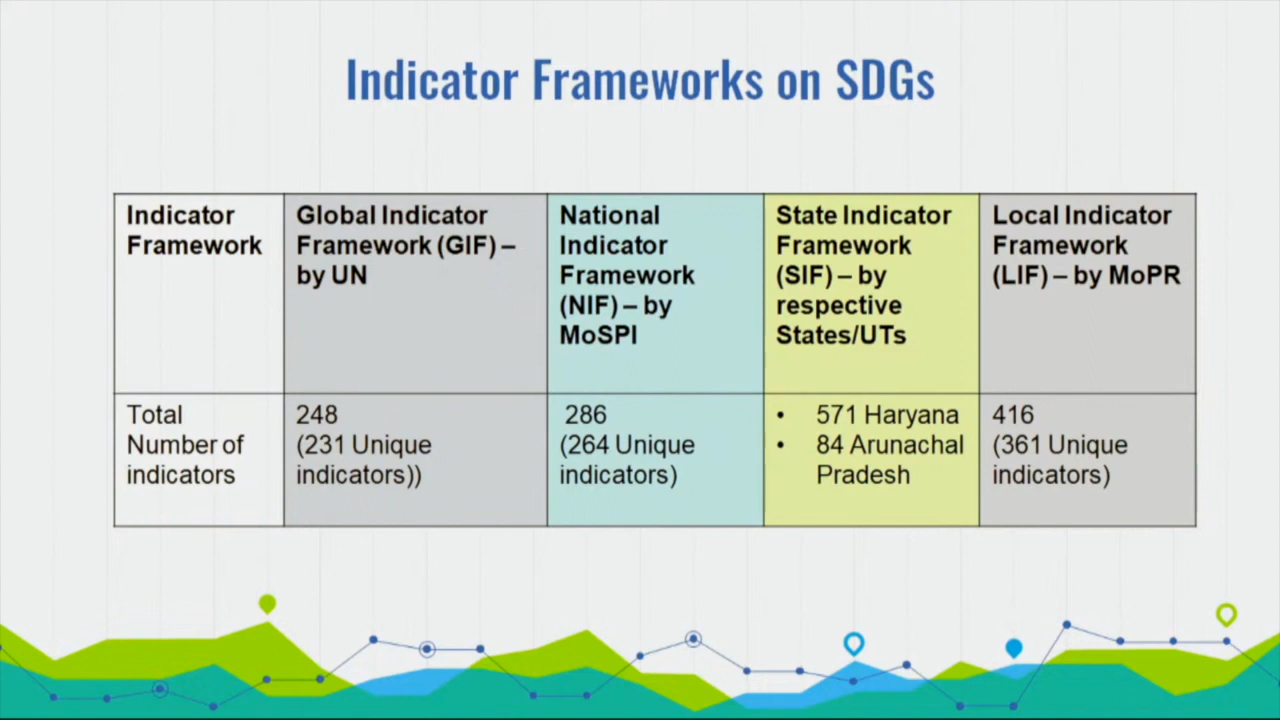 Indicator Frameworks on SDGs
Indicator
Framework
Global Indicator
Framework (GIF) –
by UN
National
Indicator
Framework
(NIF) – by
MoSPI
State Indicator
Framework
(SIF) – by
respective
States/UTs
Local Indicator
Framework
(LIF) – by MoPR
Total
Number of
indicators
248
(231 Unique
indicators))
286
(264 Unique
indicators)
• 571 Haryana
• 84 Arunachal
Pradesh
416
(361 Unique
indicators)